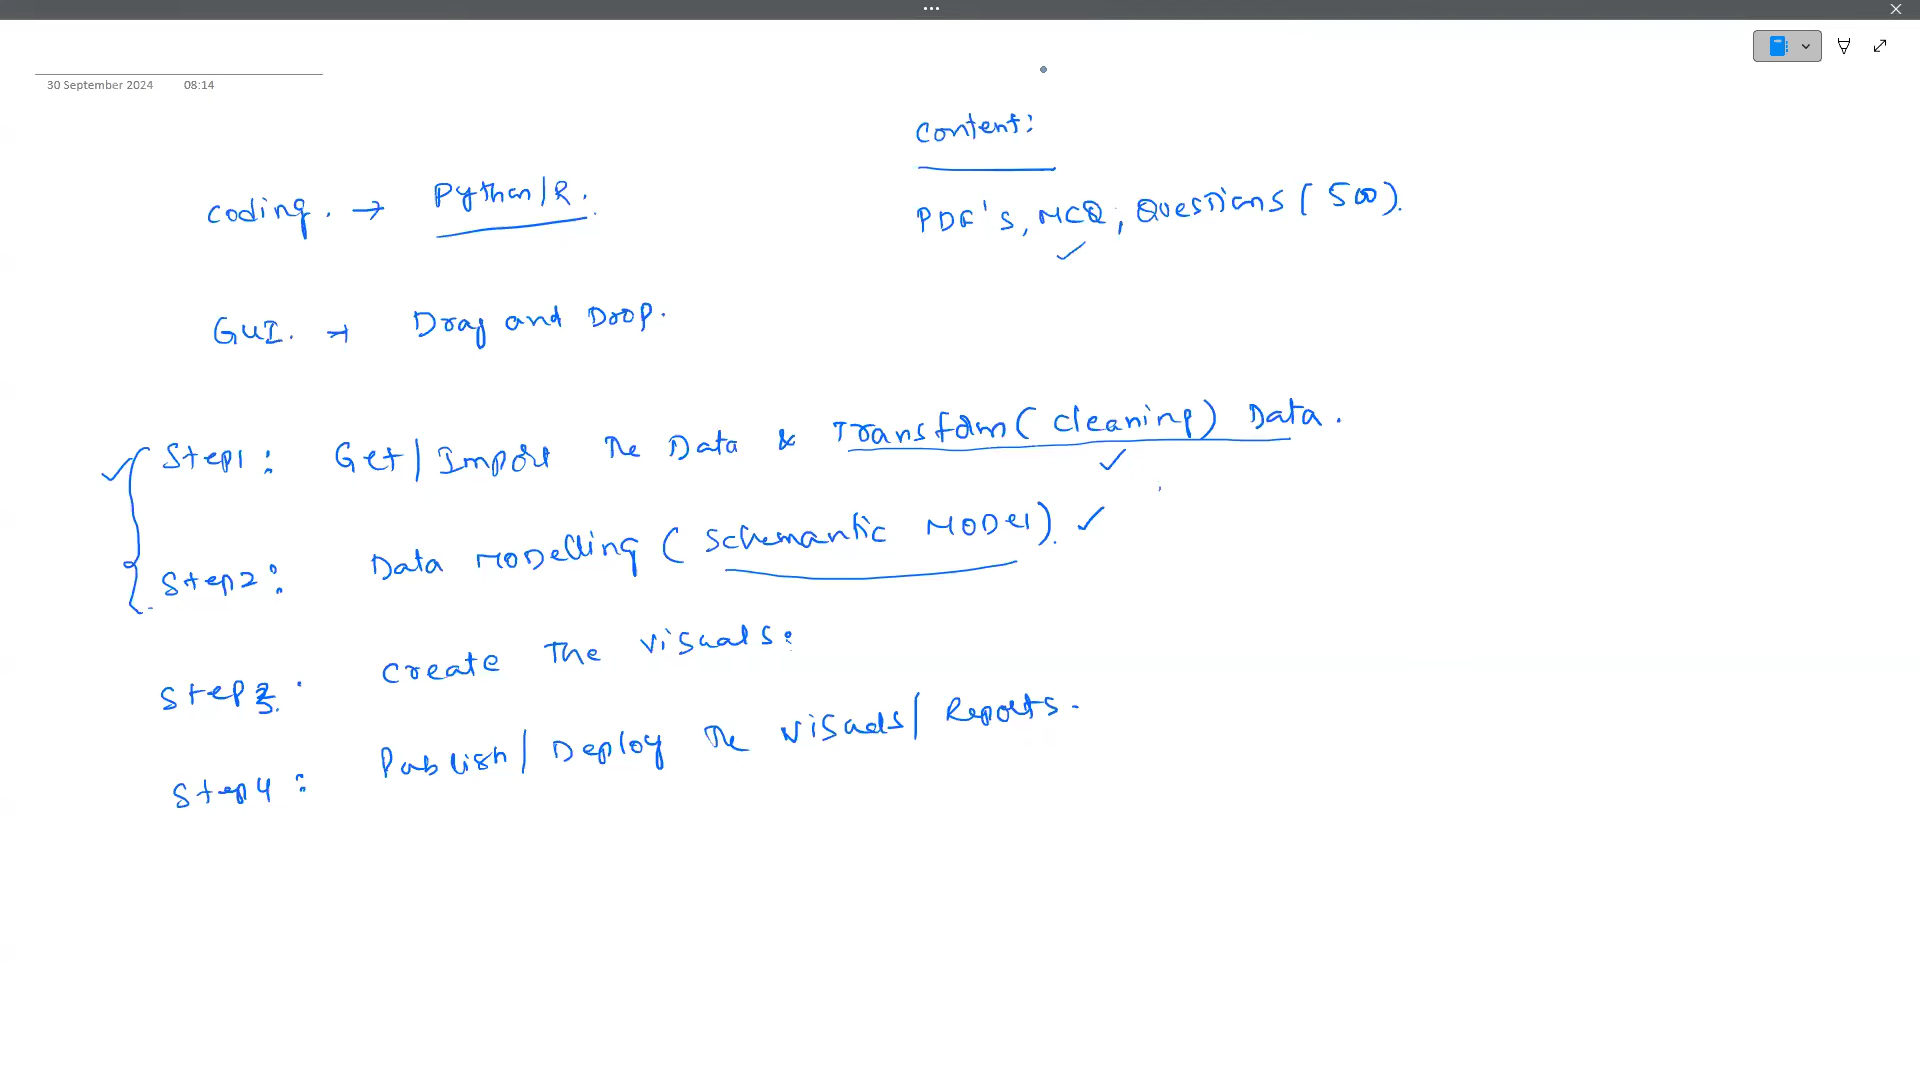 30 September 2024 08:14
Content:
Coding. → Python/R.
PDF's, MCQ, Questions (500).
GUI. → Drag and Drop.
Step1: Get/Import The Data & Transform (Cleaning) Data.
Step2: Data Modelling (Schemantic Model).
Step3. Create The Visuals:
Step4: Publish/Deploy The Visuals/Reports.